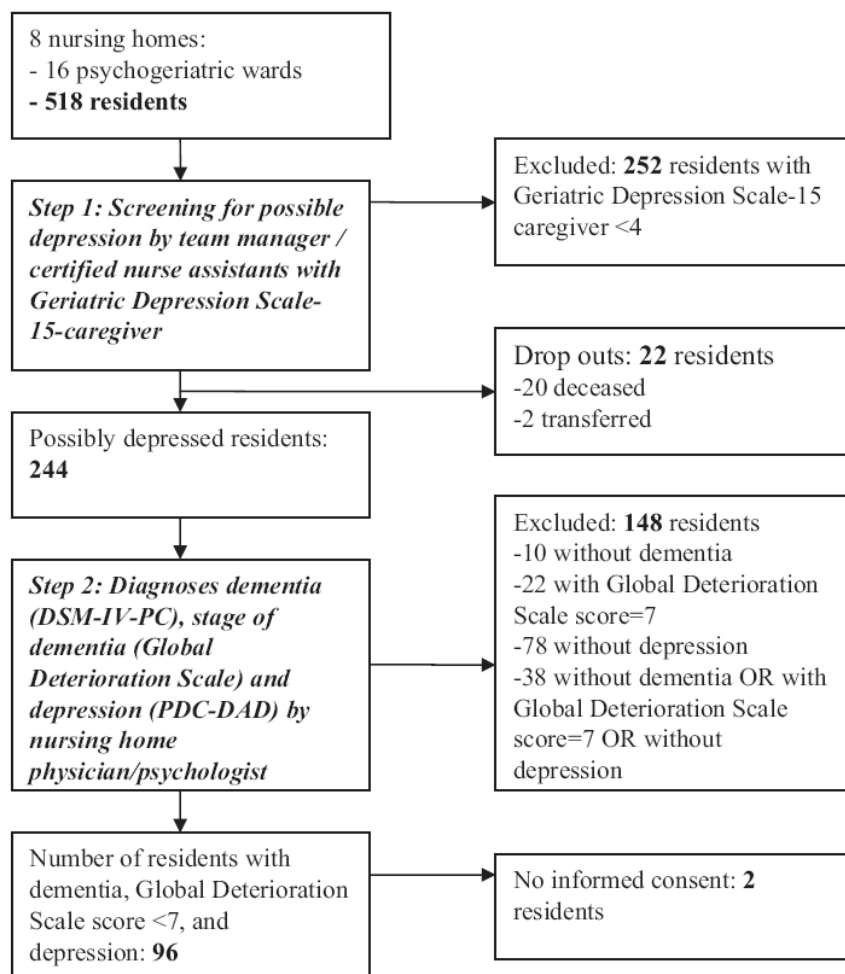 8 nursing homes:
- 16 psychogeriatric wards
- 518 residents
Excluded: 252 residents with
Geriatric Depression Scale-15
caregiver <4
Step 1: Screening for possible
depression by team manager /
certified nurse assistants with
Geriatric Depression Scale-
15-caregiver
Drop outs: 22 residents
-20 deceased
-2 transferred
Possibly depressed residents:
244
Excluded: 148 residents
-10 without dementia
-22 with Global Deterioration
Scale score=7
-78 without depression
-38 without dementia OR with
Global Deterioration Scale
score=7 OR without
depression
Step 2: Diagnoses dementia
(DSM-IV-PC), stage of
dementia (Global
Deterioration Scale) and
depression (PDC-DAD) by
nursing home
physician/psychologist
Number of residents with
dementia, Global Deterioration
Scale score <7, and
depression: 96
No informed consent: 2
residents